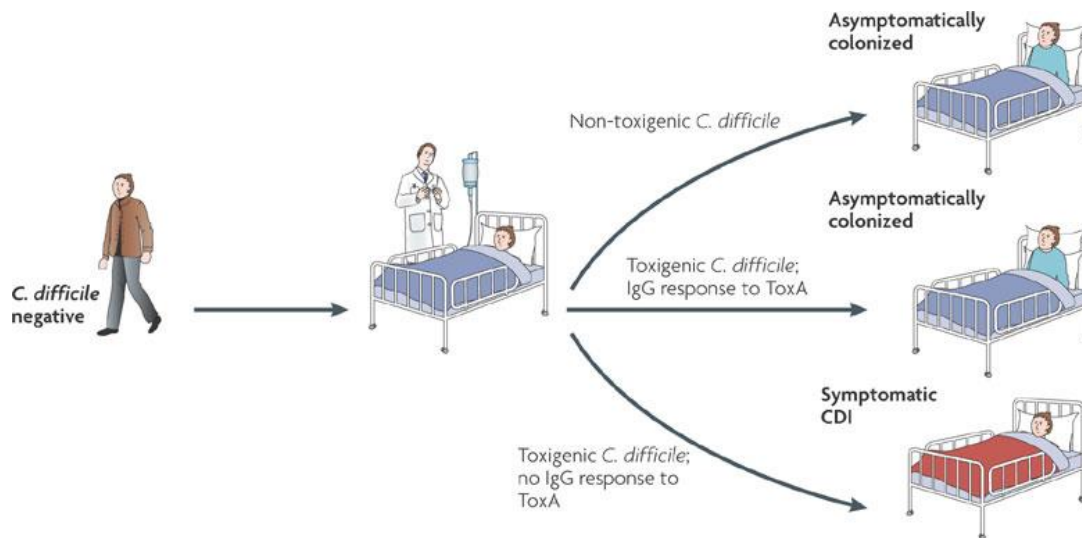 Asymptomatically
colonized
Non-toxigenic C. difficile
Asymptomatically
colonized
Toxigenic C. difficile;
IgG response to ToxA
C. difficile
negative
Symptomatic
CDI
Toxigenic C. difficile;
no IgG response to
ToxA